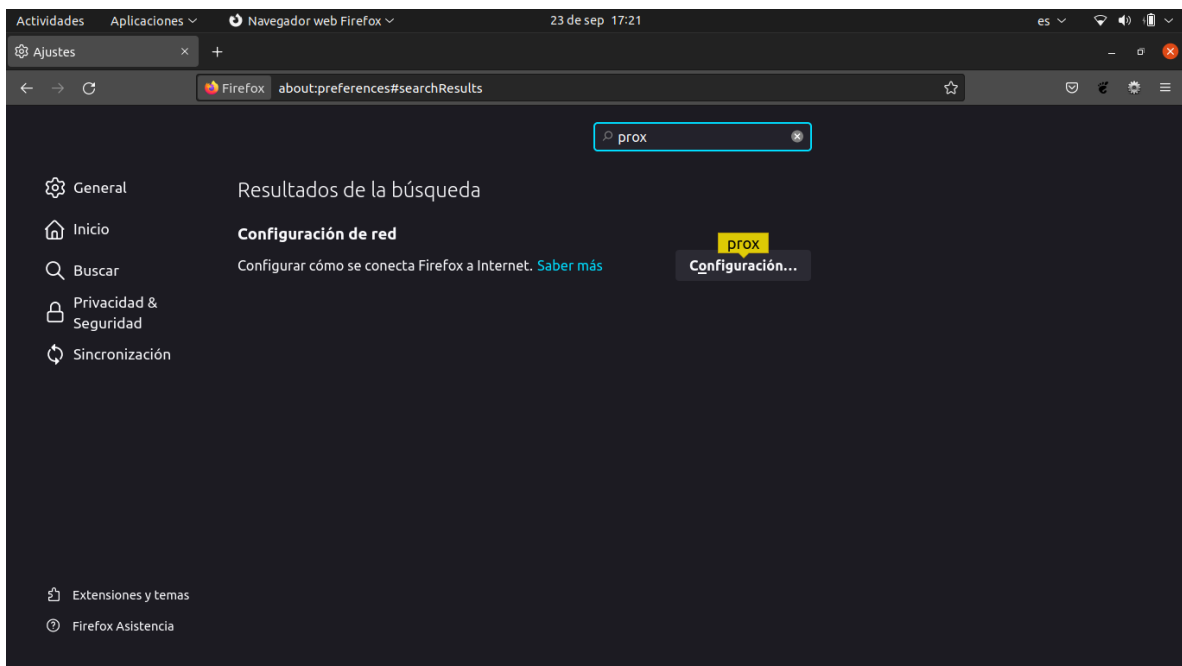 Actividades Aplicaciones Navegador web Firefox 23 de sep 17:21 es
Ajustes
Firefox about:preferences#searchResults
prox
General
Inicio
Buscar
Privacidad &
Seguridad
Sincronización
Resultados de la búsqueda
Configuración de red
prox
Configurar cómo se conecta Firefox a Internet. Saber más Configuración...
Extensiones y temas
Firefox Asistencia